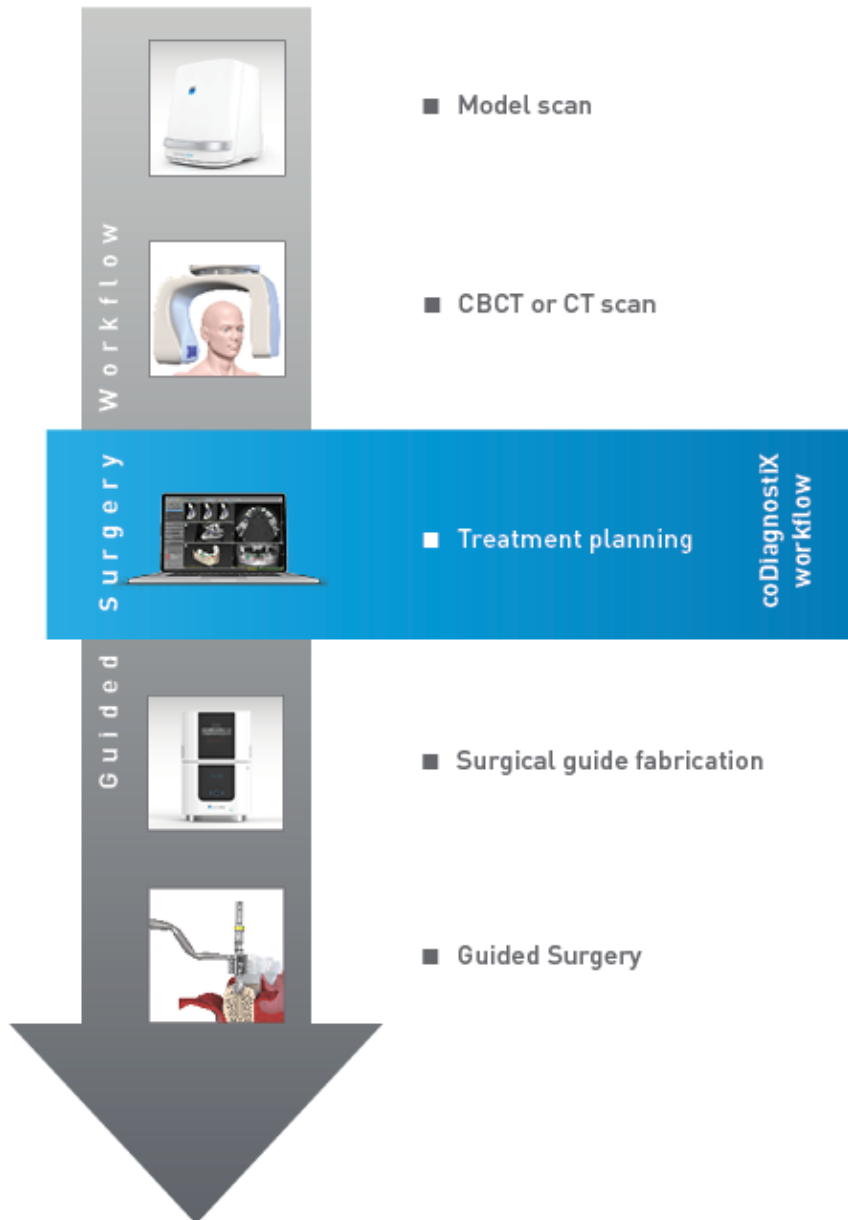 Guided Surgery Workflow
Model scan
CBCT or CT scan
Treatment planning
coDiagnostiX
workflow
Surgical guide fabrication
Guided Surgery